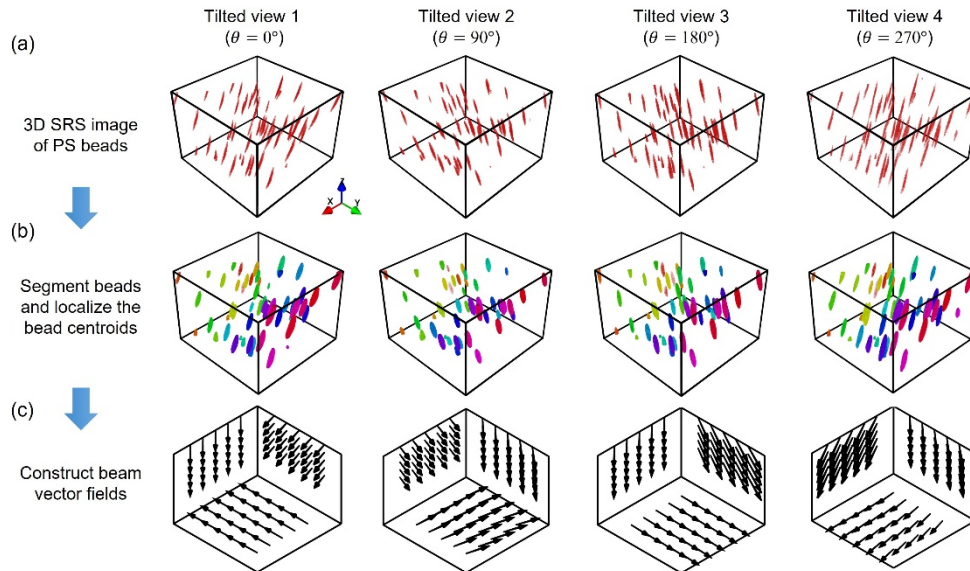 Tilted view 1
(θ = 0°)
Tilted view 2
(θ = 90°)
Tilted view 3
(θ = 180°)
Tilted view 4
(θ = 270°)
(a)
3D SRS image
of PS beads
Z
X
Y
(b)
Segment beads
and localize the
bead centroids
(c)
Construct beam
vector fields